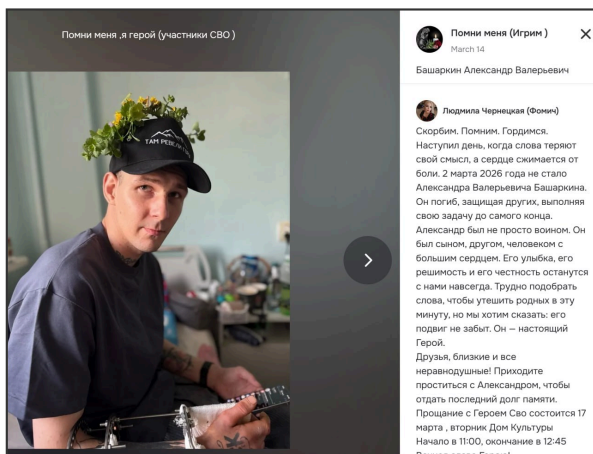 Помни меня ,я герой (участники СВО )
ТАМ РЕВЕ
Помни меня (Игрим )
March 14
Башаркин Александр Валерьевич
Людмила Чернецкая (Фомич)
Скорбим. Помним. Гордимся.
Наступил день, когда слова теряют
свой смысл, а сердце сжимается от
боли. 2 марта 2026 года не стало
Александра Валерьевича Башаркина.
Он погиб, защищая других, выполняя
свою задачу до самого конца.
Александр был не просто воином. Он
был сыном, другом, человеком с
большим сердцем. Его улыбка, его
решимость и его честность останутся
с нами навсегда. Трудно подобрать
слова, чтобы утешить родных в эту
минуту, но мы хотим сказать: его
подвиг не забыт. Он — настоящий
Герой.
Друзья, близкие и все
неравнодушные! Приходите
проститься с Александром, чтобы
отдать последний долг памяти.
Прощание с Героем Сво состоится 17
марта , вторник Дом Культуры
Начало в 11:00, окончание в 12:45